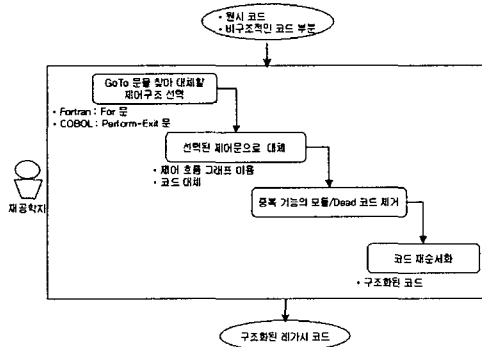 • 원시 코드
• 비구조적인 코드 부분
GoTo 문을 찾아 대체할
제어구조 선택
• Fortran : For 문
• COBOL : Perform-Exit 문
선택된 제어문으로 대체
• 제어 흐름 그래프 이용
• 코드 대체
재공학자
중복 기능의 모듈/Dead 코드 제거
코드 재순서화
• 구조화된 코드
구조화된 레가시 코드